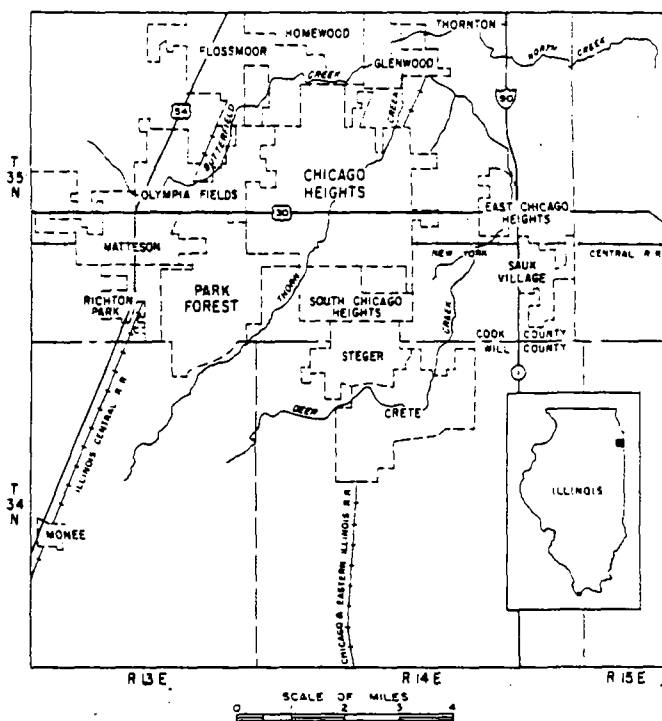 THORNTON
HOMEWOOD
FLOSSMOOR
NORTH CREEK
GLENWOOD
CREEK
54
90
BUTTERFIELD
CREEK
T
35
N
CHICAGO
HEIGHTS
OLYMPIA FIELDS
30
EAST CHICAGO
HEIGHTS
MATTESON
NEW YORK
CENTRAL R.R.
SAUK
VILLAGE
THORN
PARK
FOREST
RICHTON
PARK
SOUTH CHICAGO
HEIGHTS
CREEK
COOK COUNTY
WILL COUNTY
STEGER
DEER
CRETE
ILLINOIS CENTRAL R.R.
ILLINOIS
T
34
N
MONEE
CHICAGO & EASTERN ILLINOIS R.R.
R 13 E
R 14 E
R 15 E
SCALE OF MILES
0 2 3 4